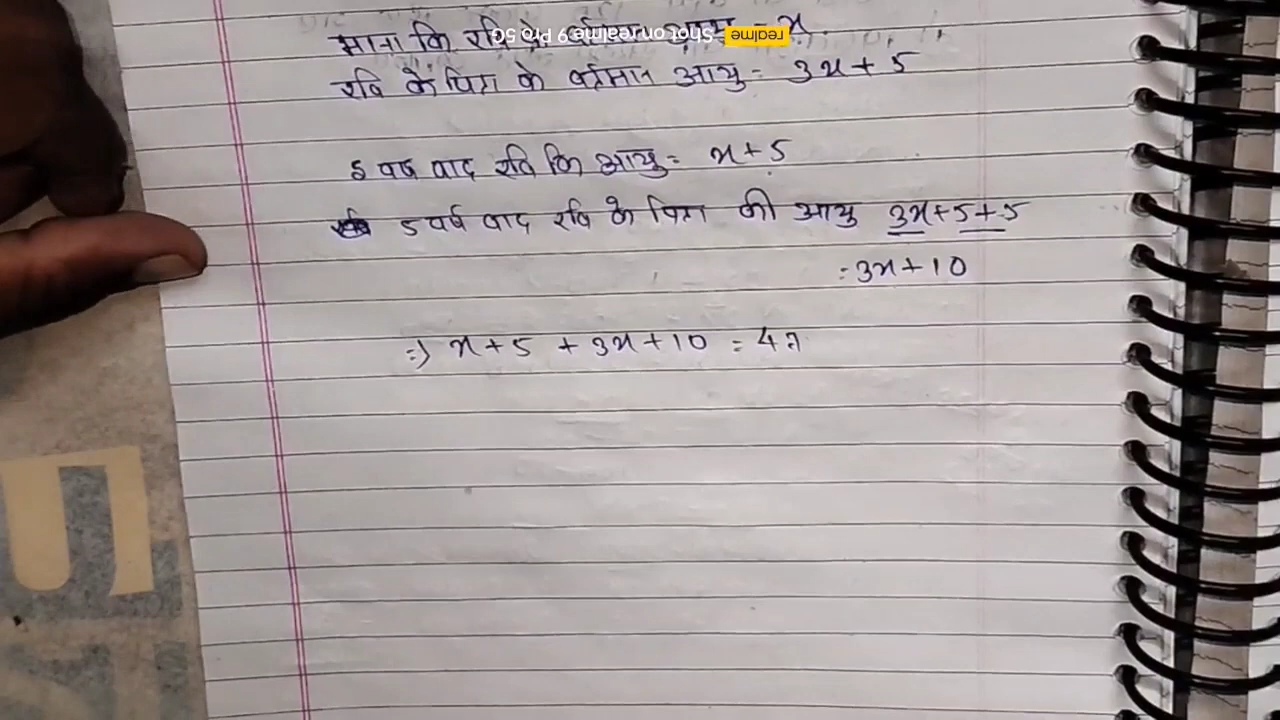 माना कि रवि के वर्तमान आयु = x
realme Shot on realme 9 Pro 5G
रवि के पिता के वर्तमान आयु = 3x + 5
5 वष वाद रवि कि आयु = x + 5
5 वर्ष वाद रवि के पिता की आयु 3x + 5 + 5
= 3x + 10
=) x + 5 + 3x + 10 = 47